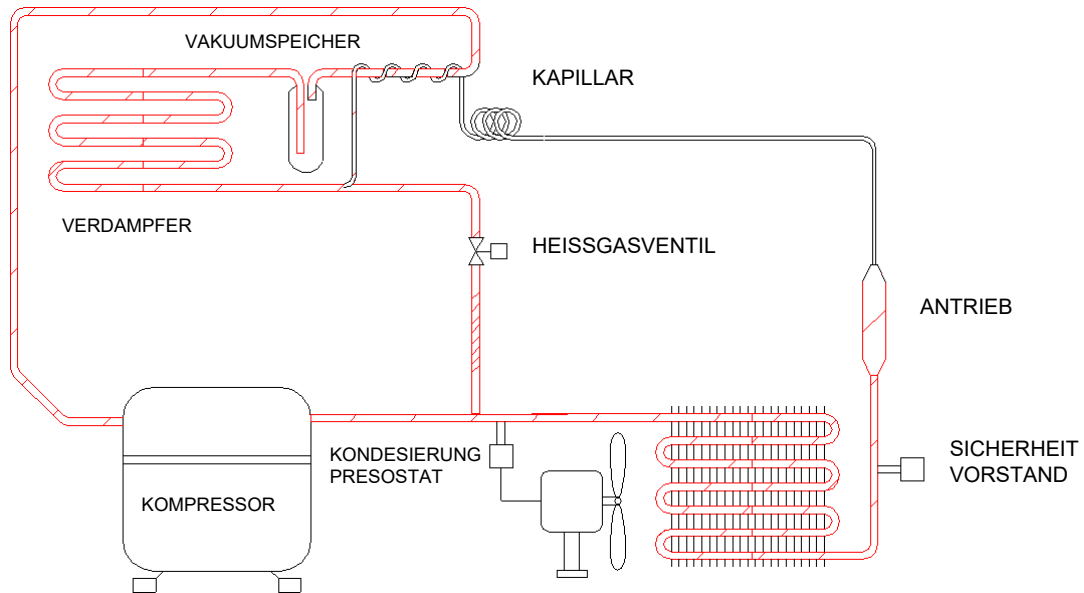 VAKUUMSPEICHER
KAPILLAR
VERDAMPFER
HEISSGASVENTIL
ANTRIEB
KONDESIERUNG
PRESOSTAT
SICHERHEIT
VORSTAND
KOMPRESSOR